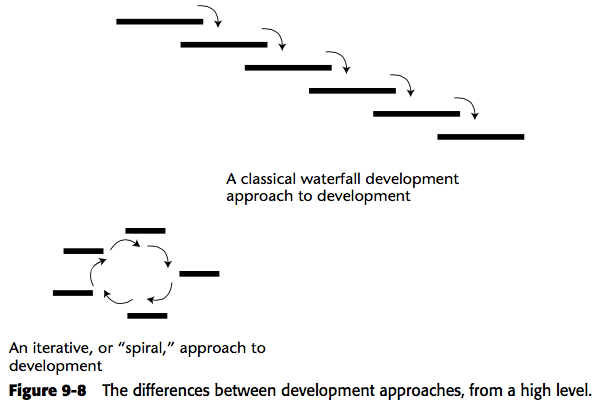 A classical waterfall development
approach to development
An iterative, or “spiral,” approach to
development
Figure 9-8 The differences between development approaches, from a high level.